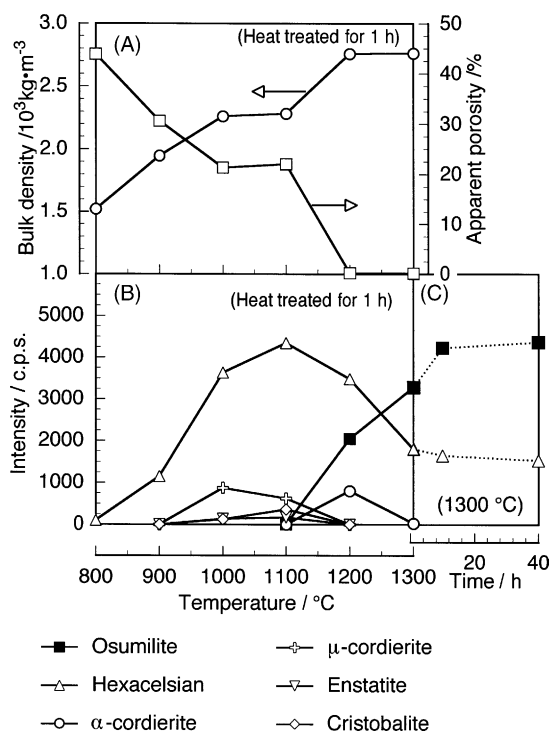 (A)
(Heat treated for 1 h)
Bulk density /10³kg•m⁻³
3.0
2.5
2.0
1.5
1.0
Apparent porosity /%
50
40
30
20
10
0
(B)
(Heat treated for 1 h)
(C)
Intensity / c.p.s.
5000
4000
3000
2000
1000
0
(1300 °C)
800 900 1000 1100 1200 1300 20 40
Temperature / °C
Time / h
Osumilite
μ-cordierite
Hexacelsian
Enstatite
α-cordierite
Cristobalite